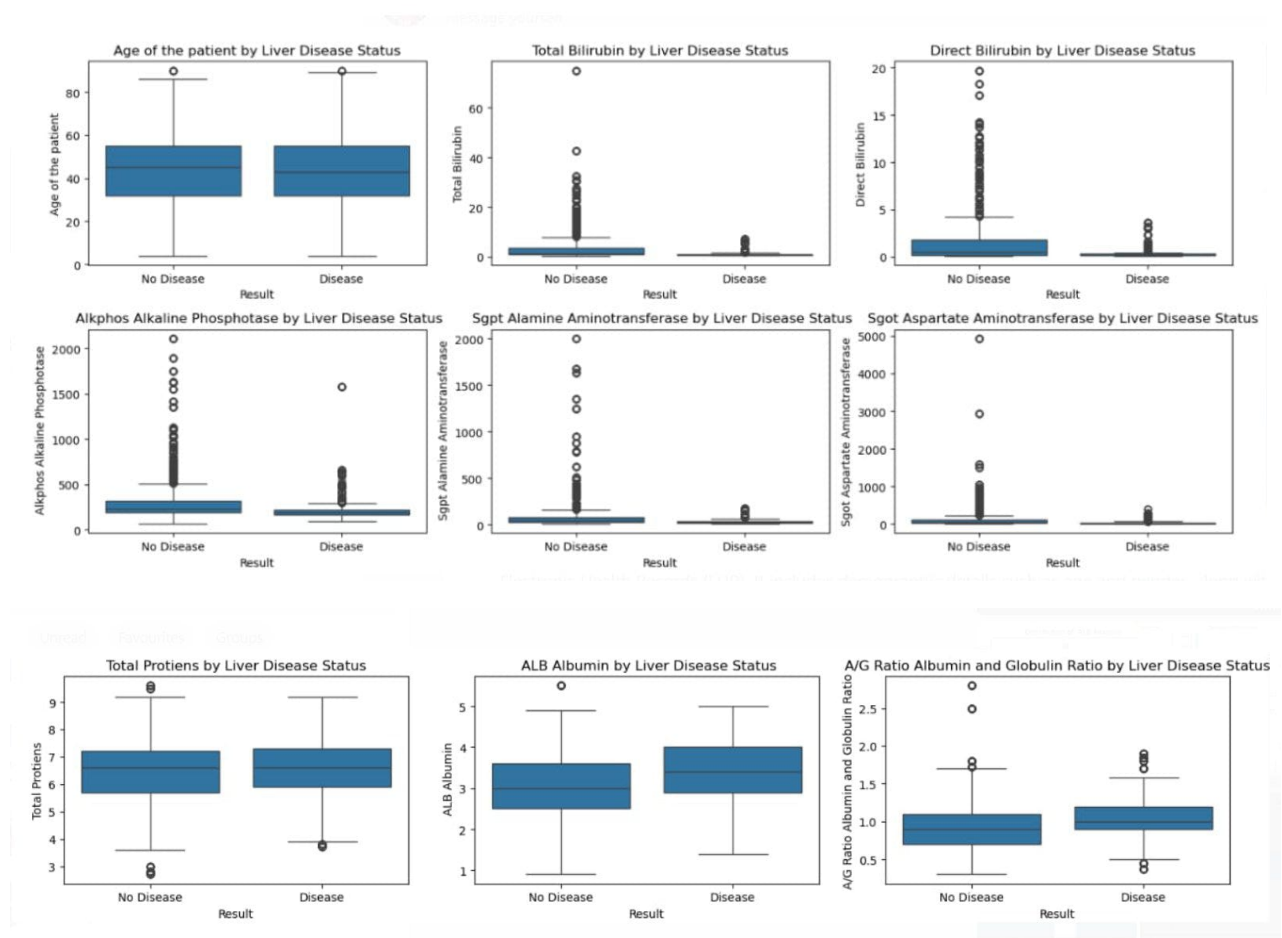 Age of the patient by Liver Disease Status
Age of the patient
80
60
40
20
0
No Disease
Disease
Result
Total Bilirubin by Liver Disease Status
Total Bilirubin
60
40
20
0
No Disease
Disease
Result
Direct Bilirubin by Liver Disease Status
Direct Bilirubin
20
15
10
5
0
No Disease
Disease
Result
Alkphos Alkaline Phosphotase by Liver Disease Status
Alkphos Alkaline Phosphotase
2000
1500
1000
500
0
No Disease
Disease
Result
Sgpt Alamine Aminotransferase by Liver Disease Status
Sgpt Alamine Aminotransferase
2000
1500
1000
500
0
No Disease
Disease
Result
Sgot Aspartate Aminotransferase by Liver Disease Status
Sgot Aspartate Aminotransferase
5000
4000
3000
2000
1000
0
No Disease
Disease
Result
Unread Favourites Groups
Total Protiens by Liver Disease Status
Total Protiens
9
8
7
6
5
4
3
No Disease
Disease
Result
ALB Albumin by Liver Disease Status
ALB Albumin
5
4
3
2
1
No Disease
Disease
Result
A/G Ratio Albumin and Globulin Ratio by Liver Disease Status
A/G Ratio Albumin and Globulin Ratio
2.5
2.0
1.5
1.0
0.5
No Disease
Disease
Result